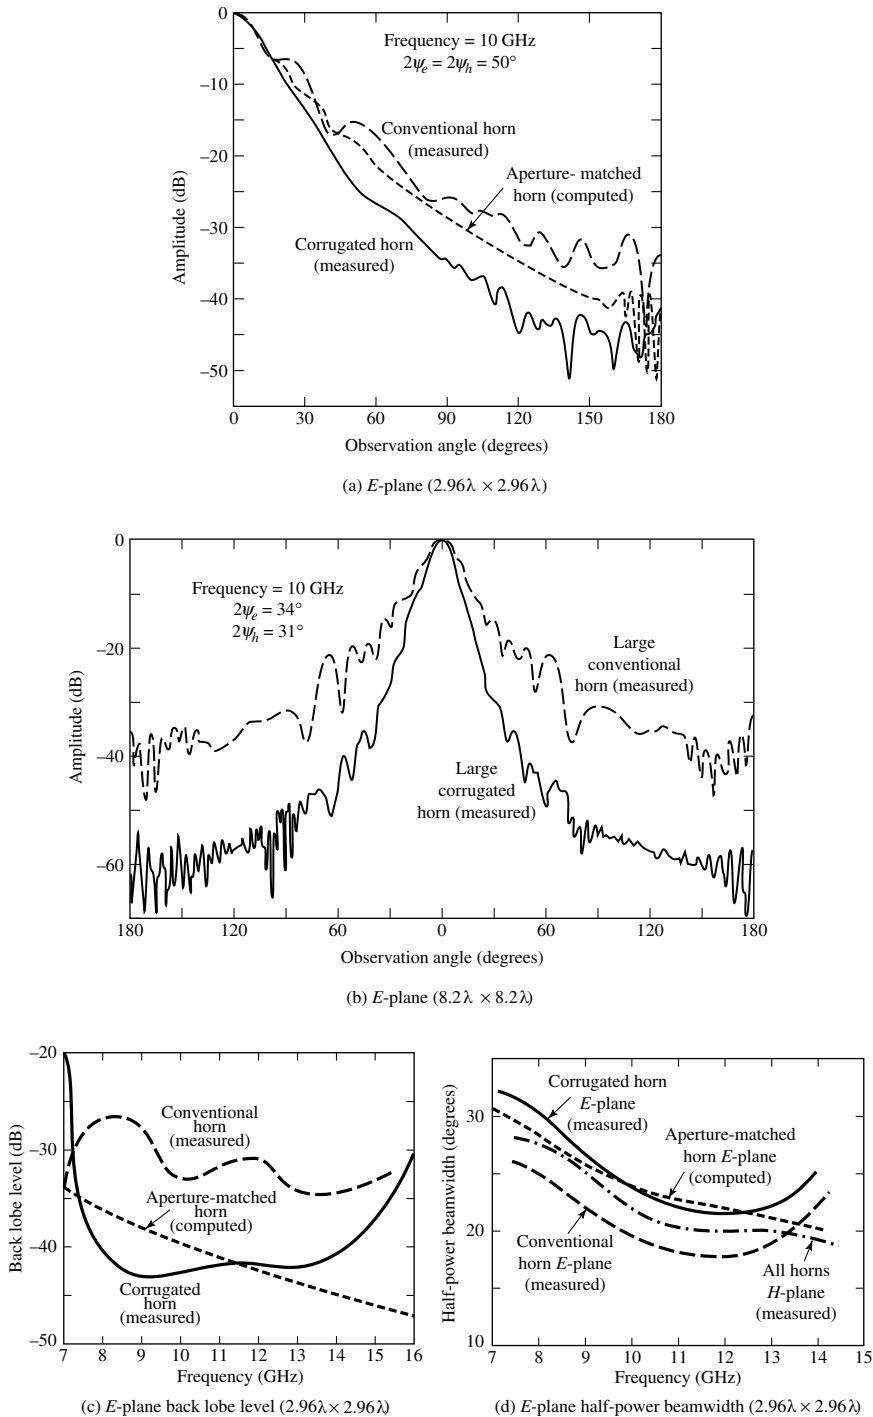 0
−10
−20
−30
−40
−50
Amplitude (dB)
Frequency = 10 GHz
2ψe = 2ψh = 50°
Conventional horn
(measured)
Aperture- matched
horn (computed)
Corrugated horn
(measured)
0 30 60 90 120 150 180
Observation angle (degrees)
(a) E-plane (2.96λ × 2.96λ)
0
−20
−40
−60
Amplitude (dB)
Frequency = 10 GHz
2ψe = 34°
2ψh = 31°
Large
conventional
horn (measured)
Large
corrugated
horn (measured)
180 120 60 0 60 120 180
Observation angle (degrees)
(b) E-plane (8.2λ × 8.2λ)
−20
−30
−40
−50
Back lobe level (dB)
Conventional
horn
(measured)
Aperture-matched
horn
(computed)
Corrugated
horn
(measured)
7 8 9 10 11 12 13 14 15 16
Frequency (GHz)
(c) E-plane back lobe level (2.96λ× 2.96λ)
30
20
10
Half-power beamwidth (degrees)
Corrugated horn
E-plane
(measured)
Aperture-matched
horn E-plane
(computed)
Conventional
horn E-plane
(measured)
All horns
H-plane
(measured)
7 8 9 10 11 12 13 14 15
Frequency (GHz)
(d) E-plane half-power beamwidth (2.96λ× 2.96λ)